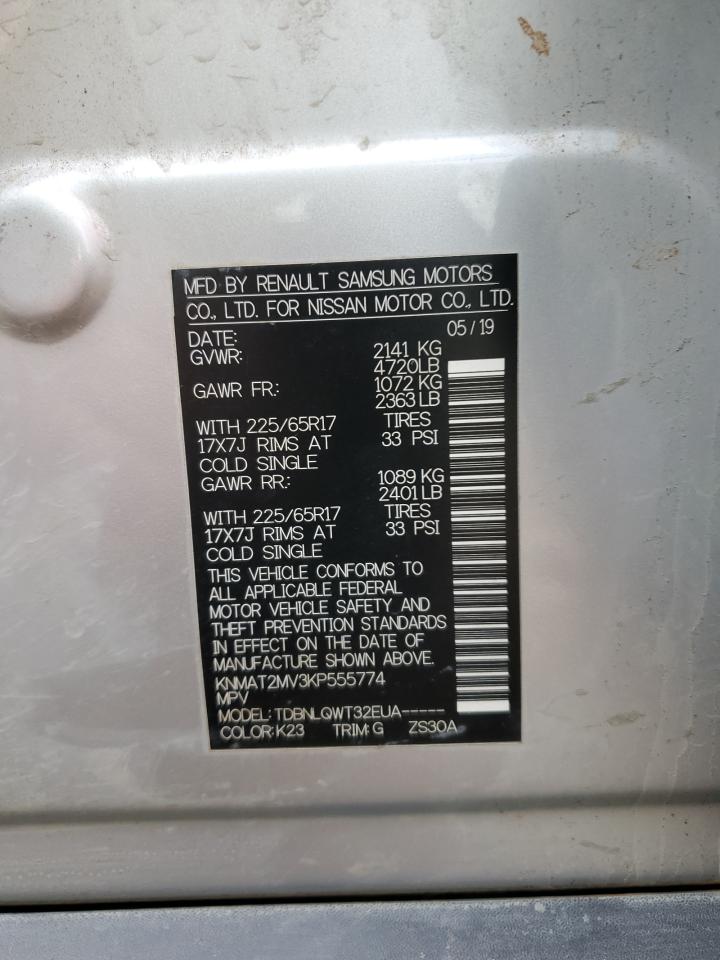 MFD BY RENAULT SAMSUNG MOTORS
CO., LTD. FOR NISSAN MOTOR CO., LTD.
DATE: 05/19
GVWR: 2141 KG
4720LB
GAWR FR.: 1072 KG
2363LB
WITH 225/65R17 TIRES
17X7J RIMS AT 33 PSI
COLD SINGLE
GAWR RR.: 1089 KG
2401LB
WITH 225/65R17 TIRES
17X7J RIMS AT 33 PSI
COLD SINGLE
THIS VEHICLE CONFORMS TO
ALL APPLICABLE FEDERAL
MOTOR VEHICLE SAFETY AND
THEFT PREVENTION STANDARDS
IN EFFECT ON THE DATE OF
MANUFACTURE SHOWN ABOVE.
KNMAT2MV3KP555774
MPV
MODEL: TDBNLQWT32EUA-----
COLOR:K23 TRIM:G ZS30A